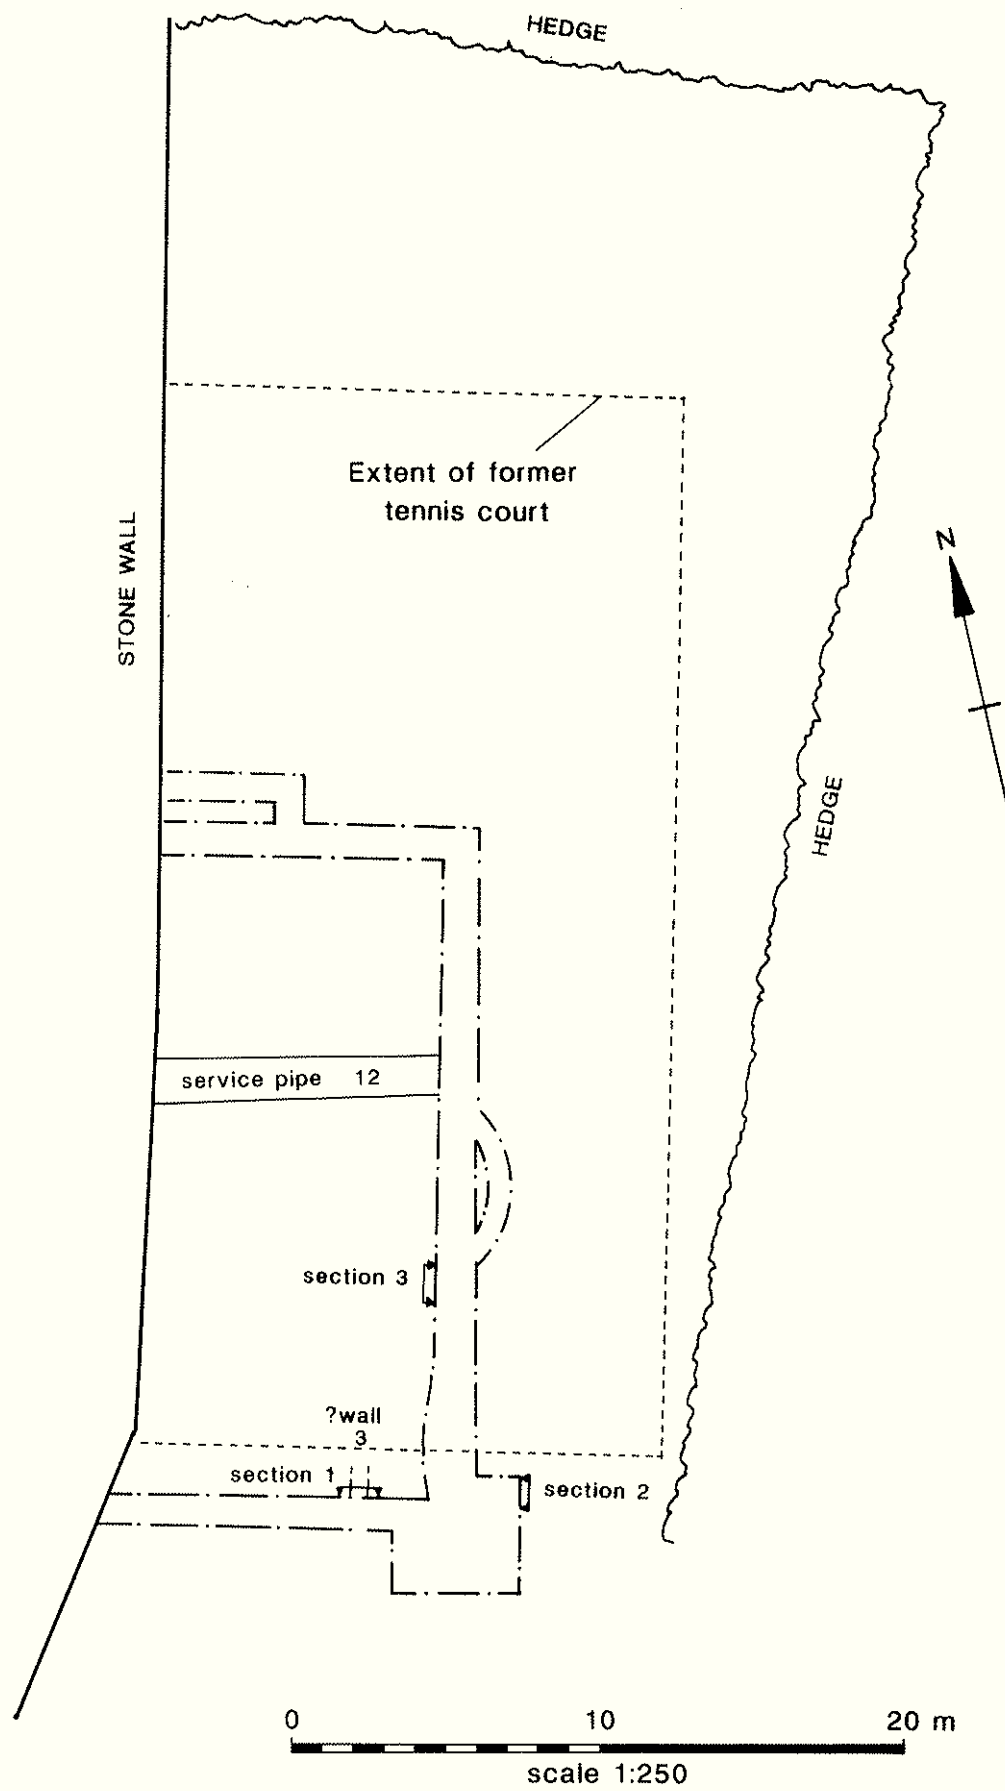 HEDGE
Extent of former
tennis court
STONE WALL
N
HEDGE
service pipe 12
section 3
?wall
3
section 1
section 2
0 10 20 m
scale 1:250